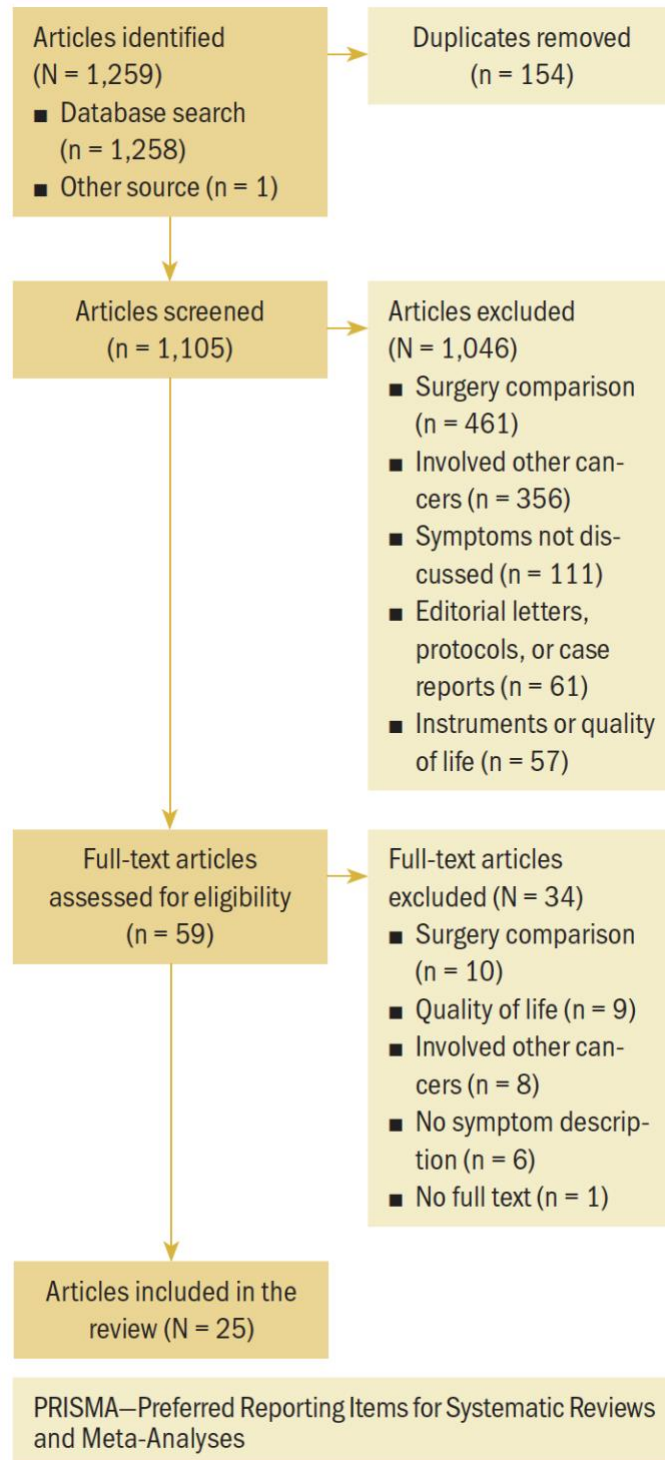 Articles identified
(N = 1,259)
■ Database search
(n = 1,258)
■ Other source (n = 1)
Duplicates removed
(n = 154)
Articles screened
(n = 1,105)
Articles excluded
(N = 1,046)
■ Surgery comparison
(n = 461)
■ Involved other can-
cers (n = 356)
■ Symptoms not dis-
cussed (n = 111)
■ Editorial letters,
protocols, or case
reports (n = 61)
■ Instruments or quality
of life (n = 57)
Full-text articles
assessed for eligibility
(n = 59)
Full-text articles
excluded (N = 34)
■ Surgery comparison
(n = 10)
■ Quality of life (n = 9)
■ Involved other can-
cers (n = 8)
■ No symptom descrip-
tion (n = 6)
■ No full text (n = 1)
Articles included in the
review (N = 25)
PRISMA—Preferred Reporting Items for Systematic Reviews
and Meta-Analyses